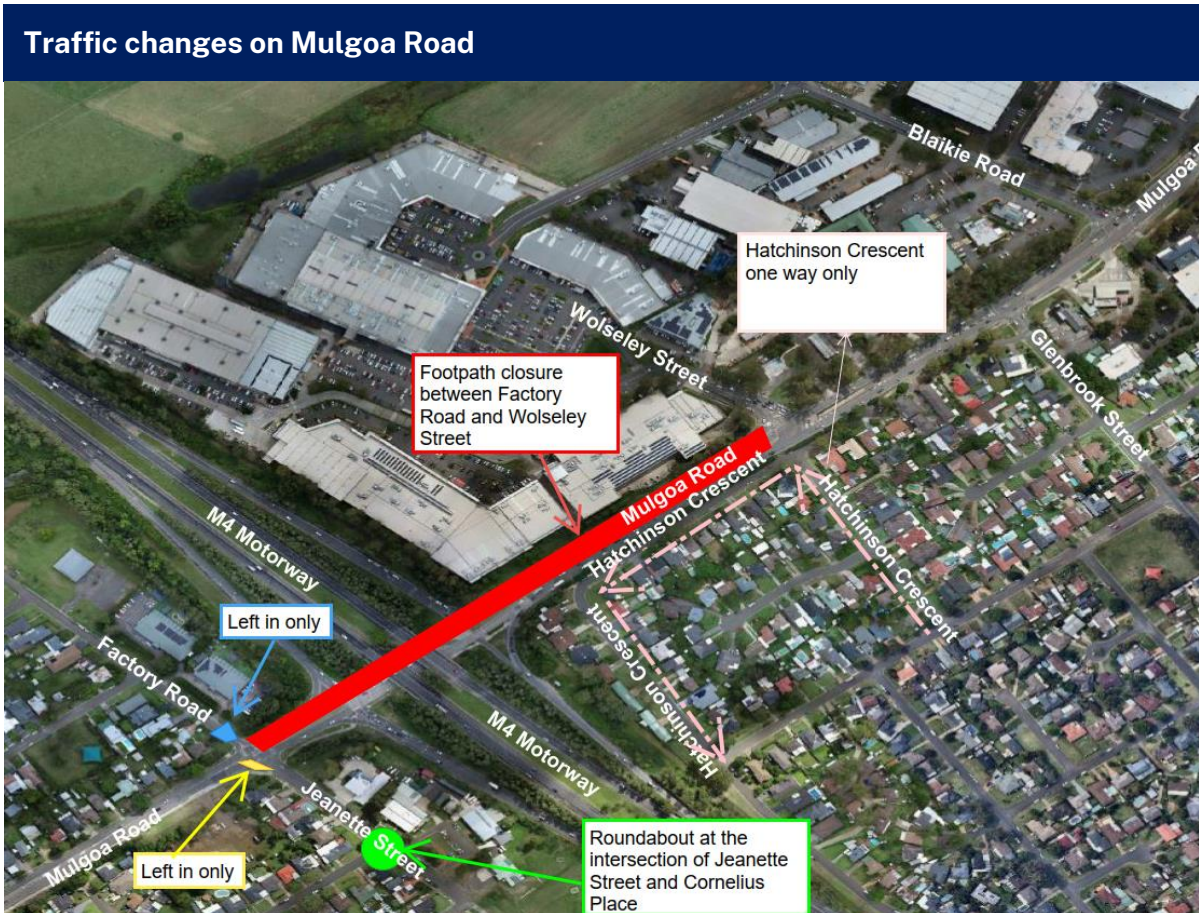 Traffic changes on Mulgoa Road
Blaikie Road
Mulgoa
Hatchinson Crescent
one way only
Wolseley Street
Glenbrook Street
Footpath closure
between Factory
Road and Wolseley
Street
Mulgoa Road
Hatchinson Crescent
Hatchinson Crescent
M4 Motorway
Hatchinson Crescent
Left in only
Factory Road
M4 Motorway
Jeanette Street
Mulgoa Road
Left in only
Roundabout at the
intersection of Jeanette
Street and Cornelius
Place